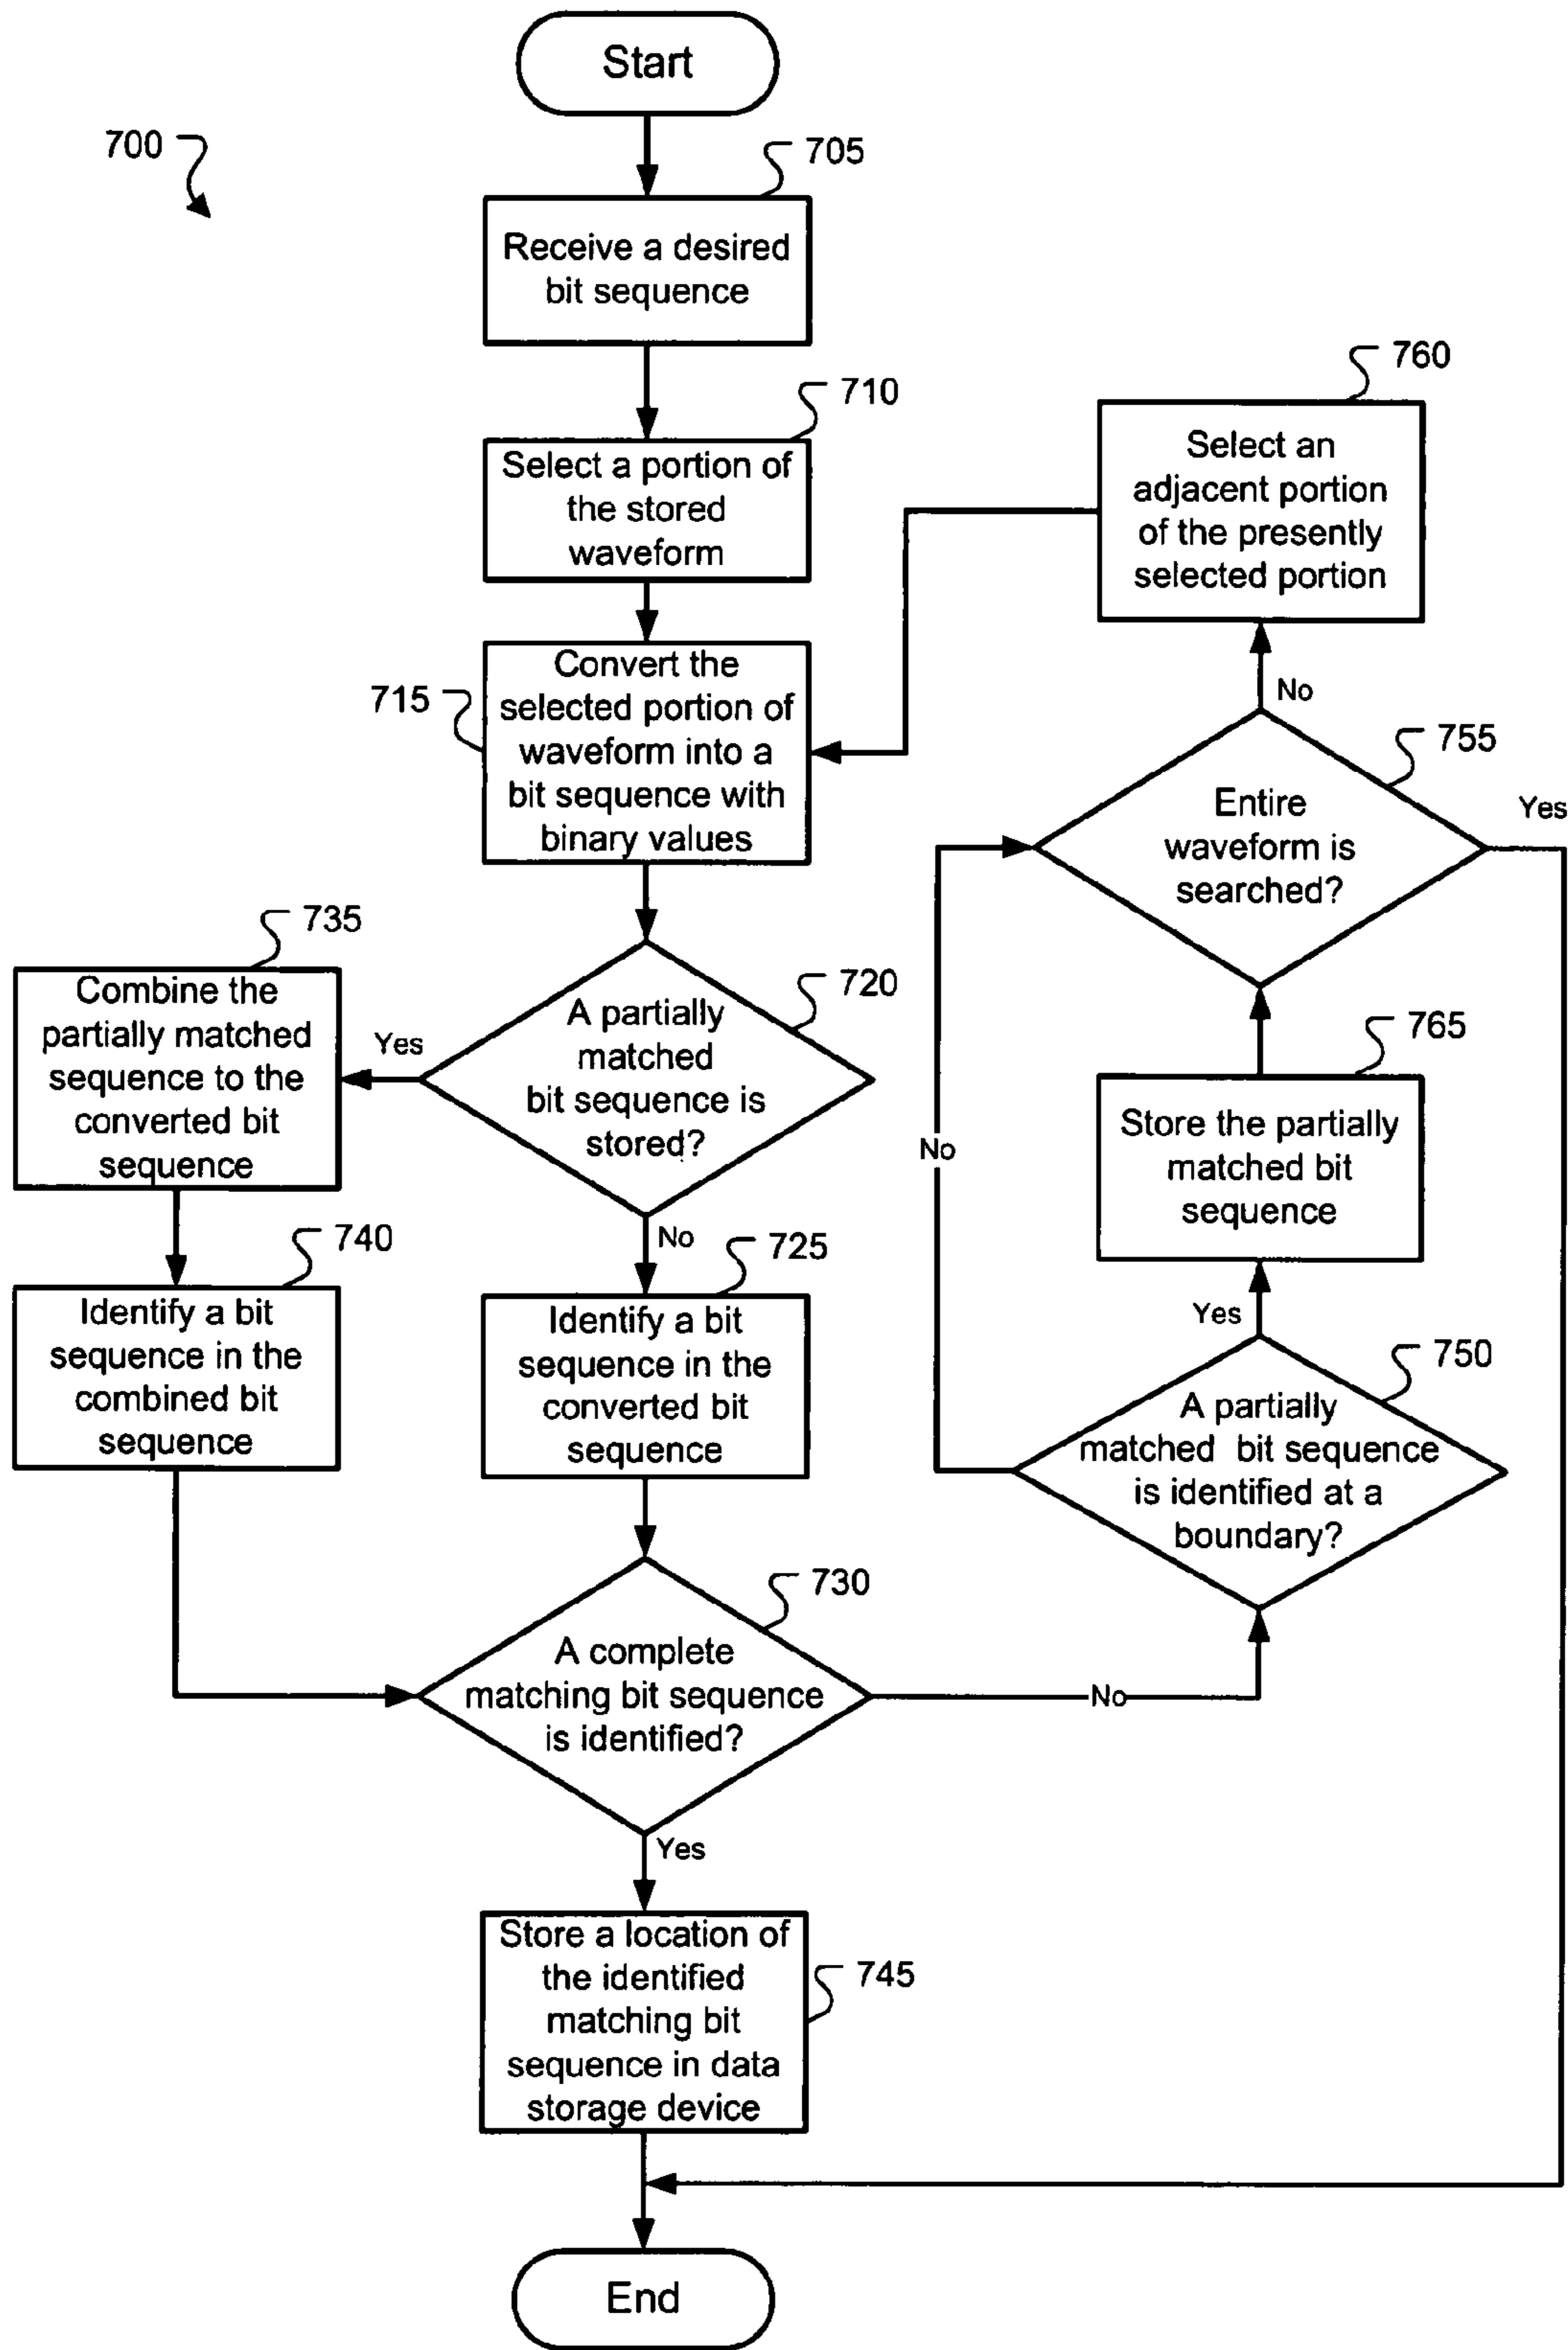 Start
700
705
Receive a desired
bit sequence
710
Select a portion of
the stored
waveform
715
Convert the
selected portion of
waveform into a
bit sequence with
binary values
720
A partially
matched
bit sequence is
stored?
Yes
No
735
Combine the
partially matched
sequence to the
converted bit
sequence
740
Identify a bit
sequence in the
combined bit
sequence
725
Identify a bit
sequence in the
converted bit
sequence
730
A complete
matching bit sequence
is identified?
No
Yes
745
Store a location of
the identified
matching bit
sequence in data
storage device
End
760
Select an
adjacent portion
of the presently
selected portion
No
755
Entire
waveform is
searched?
Yes
765
Store the partially
matched bit
sequence
No
Yes
750
A partially
matched bit sequence
is identified at a
boundary?